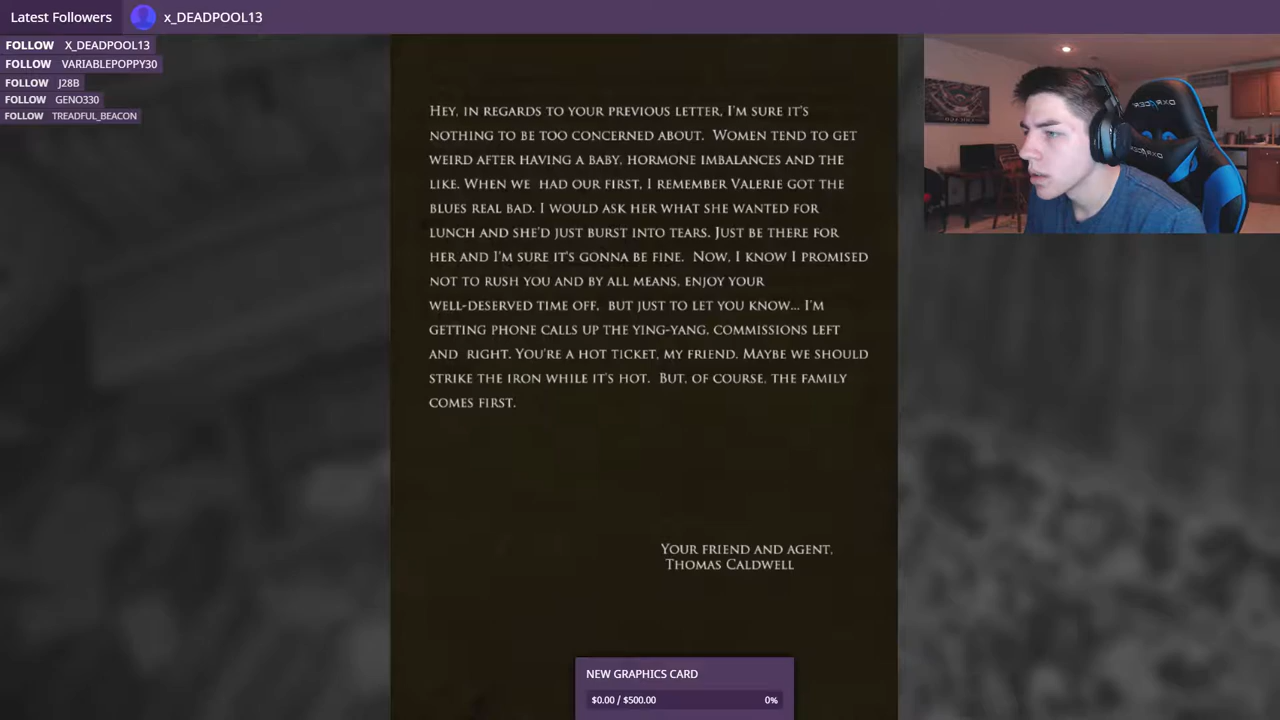 Latest Followers x_DEADPOOL13
FOLLOW X_DEADPOOL13
FOLLOW VARIABLEPOPPY30
FOLLOW J28B
FOLLOW GENO330
FOLLOW TREADFUL_BEACON
HEY, IN REGARDS TO YOUR PREVIOUS LETTER, I'M SURE IT'S
NOTHING TO BE TOO CONCERNED ABOUT. WOMEN TEND TO GET
WEIRD AFTER HAVING A BABY, HORMONE IMBALANCES AND THE
LIKE. WHEN WE HAD OUR FIRST, I REMEMBER VALERIE GOT THE
BLUES REAL BAD. I WOULD ASK HER WHAT SHE WANTED FOR
LUNCH AND SHE'D JUST BURST INTO TEARS. JUST BE THERE FOR
HER AND I'M SURE IT'S GONNA BE FINE. NOW, I KNOW I PROMISED
NOT TO RUSH YOU AND BY ALL MEANS, ENJOY YOUR
WELL-DESERVED TIME OFF, BUT JUST TO LET YOU KNOW... I'M
GETTING PHONE CALLS UP THE YING-YANG, COMMISSIONS LEFT
AND RIGHT. YOU'RE A HOT TICKET, MY FRIEND. MAYBE WE SHOULD
STRIKE THE IRON WHILE IT'S HOT. BUT, OF COURSE, THE FAMILY
COMES FIRST.
YOUR FRIEND AND AGENT,
THOMAS CALDWELL
NEW GRAPHICS CARD
$0.00 / $500.00 0%
DXRACER
DXRACER